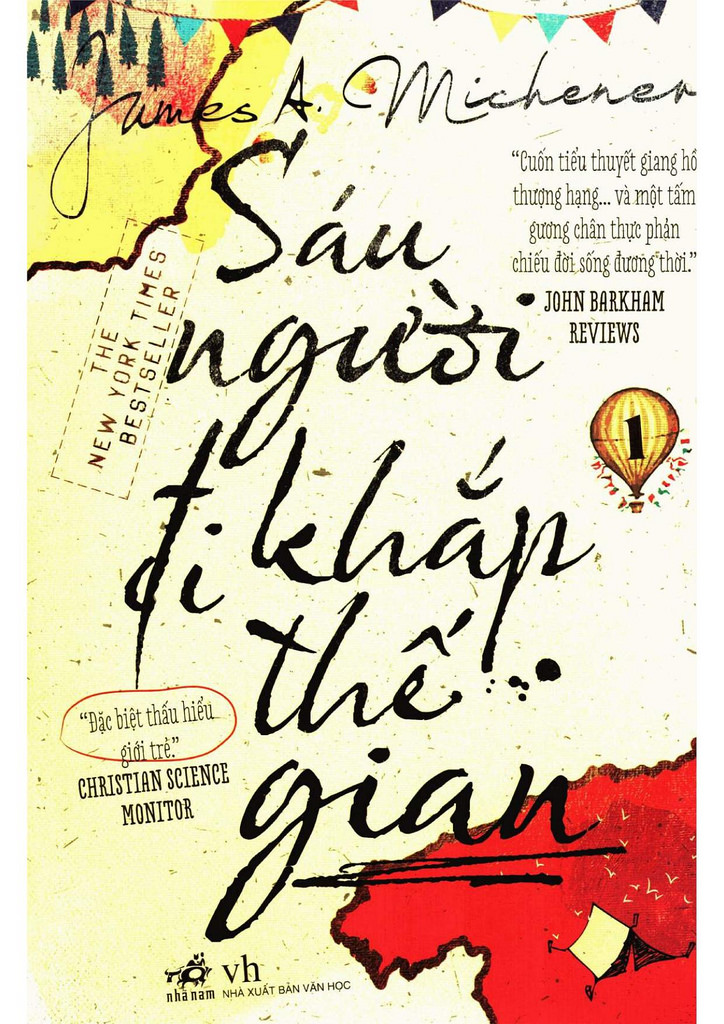 James A. Michener
“Cuốn tiểu thuyết giang hồ
thượng hạng... và một tấm
gương chân thực phản
chiếu đời sống đương thời.”
JOHN BARKHAM
REVIEWS
Sáu
người
đi khắp
thế
gian
THE
NEW YORK TIMES
BESTSELLER
1
“Đặc biệt thấu hiểu
giới trẻ.”
CHRISTIAN SCIENCE
MONITOR
nhã nam
vh
NHÀ XUẤT BẢN VĂN HỌC